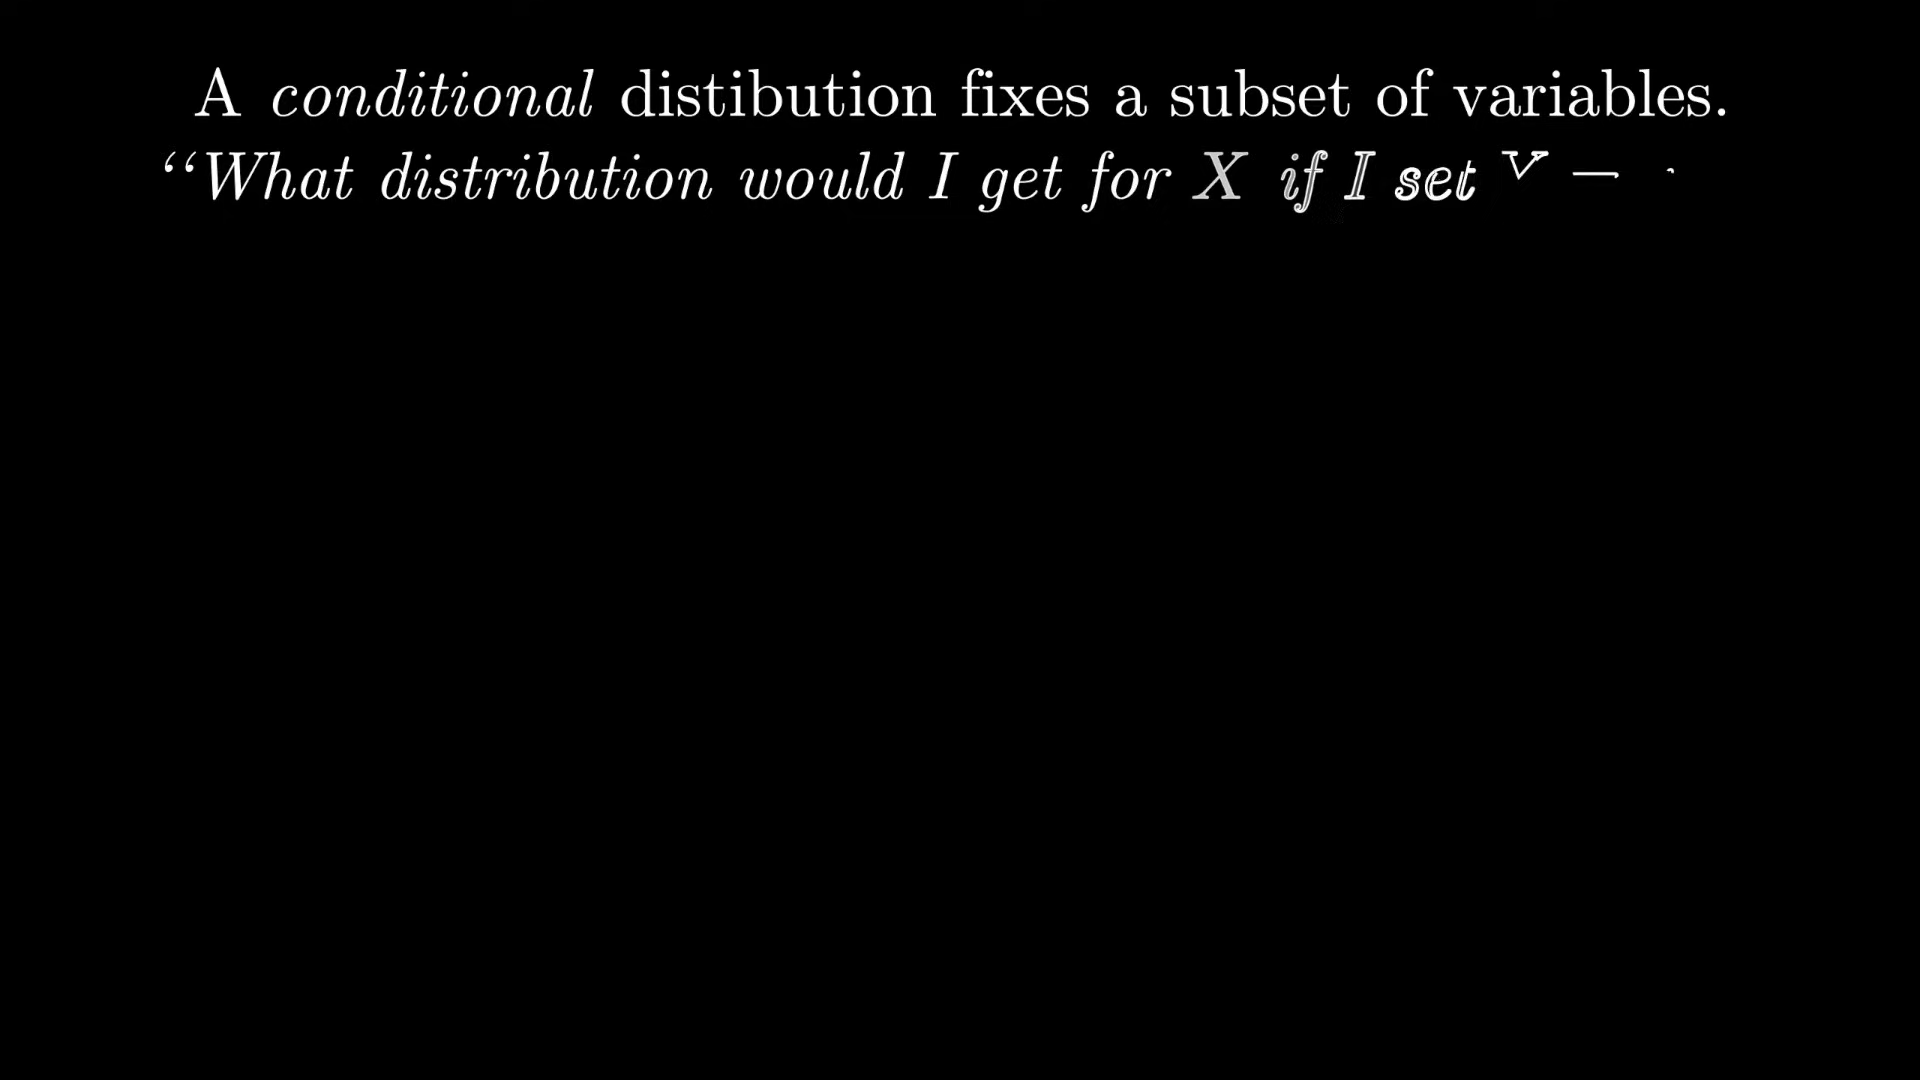 A conditional distibution fixes a subset of variables.
“What distribution would I get for X if I set